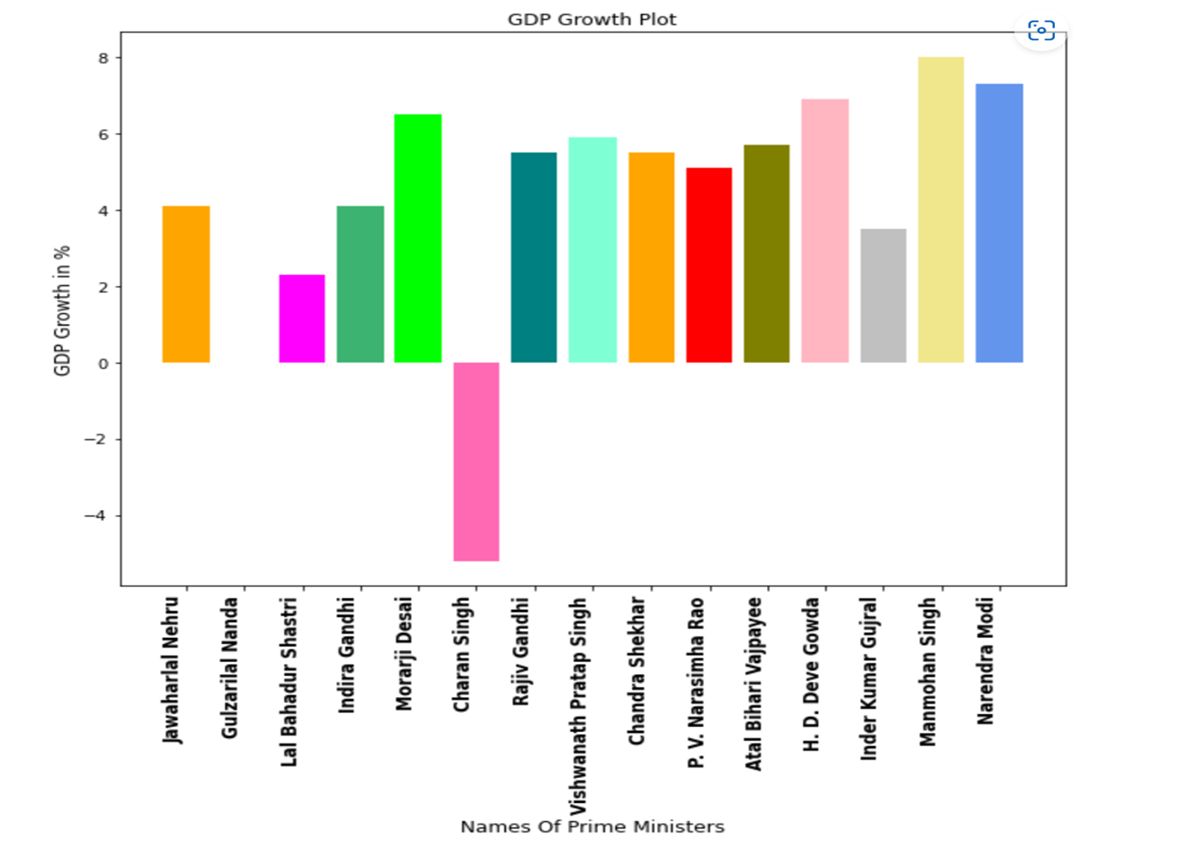 GDP Growth Plot
8
6
4
2
0
−2
−4
GDP Growth in %
Jawaharlal Nehru
Gulzarilal Nanda
Lal Bahadur Shastri
Indira Gandhi
Morarji Desai
Charan Singh
Rajiv Gandhi
Vishwanath Pratap Singh
Chandra Shekhar
P. V. Narasimha Rao
Atal Bihari Vajpayee
H. D. Deve Gowda
Inder Kumar Gujral
Manmohan Singh
Narendra Modi
Names Of Prime Ministers